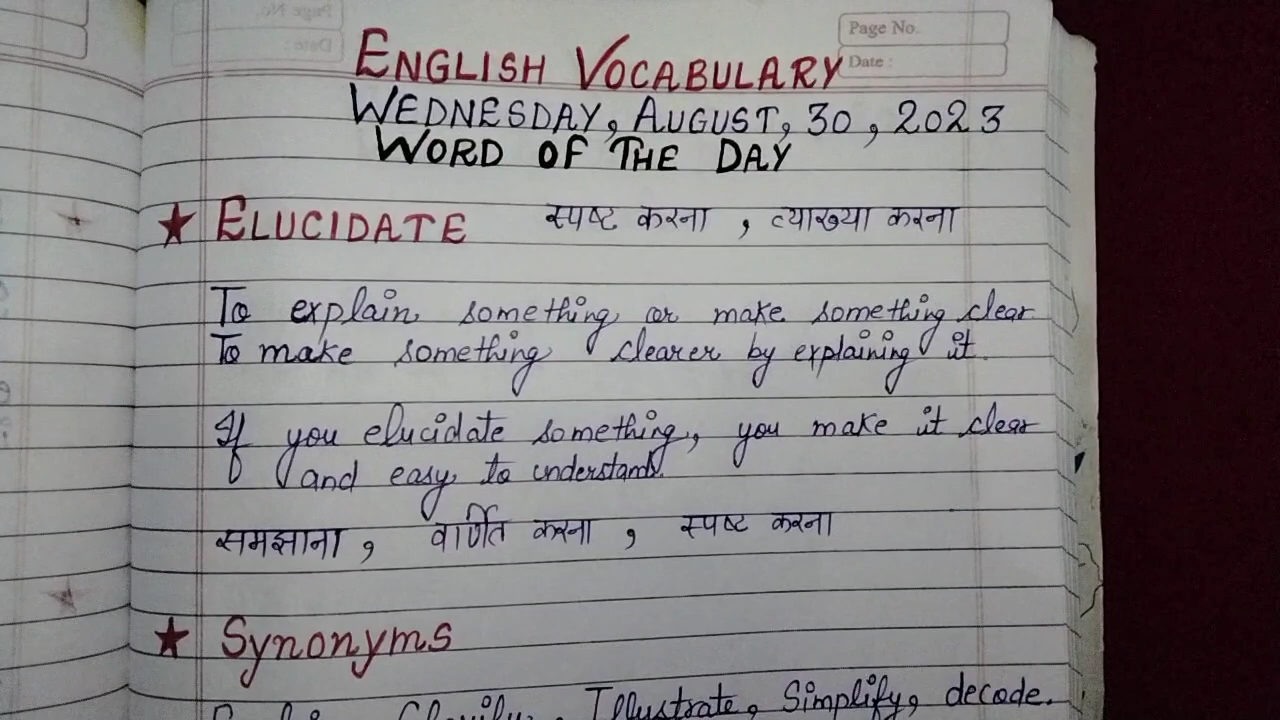 Page No.
Date :
ENGLISH VOCABULARY
WEDNESDAY, AUGUST, 30, 2023
WORD OF THE DAY
★ ELUCIDATE स्पष्ट करना , व्याख्या करना
To explain something or make something clear
To make something clearer by explaining it.
If you elucidate something, you make it clear
and easy to understand.
समझाना , वर्णित करना , स्पष्ट करना
★ Synonyms
Clarify, Illustrate, Simplify, decode.